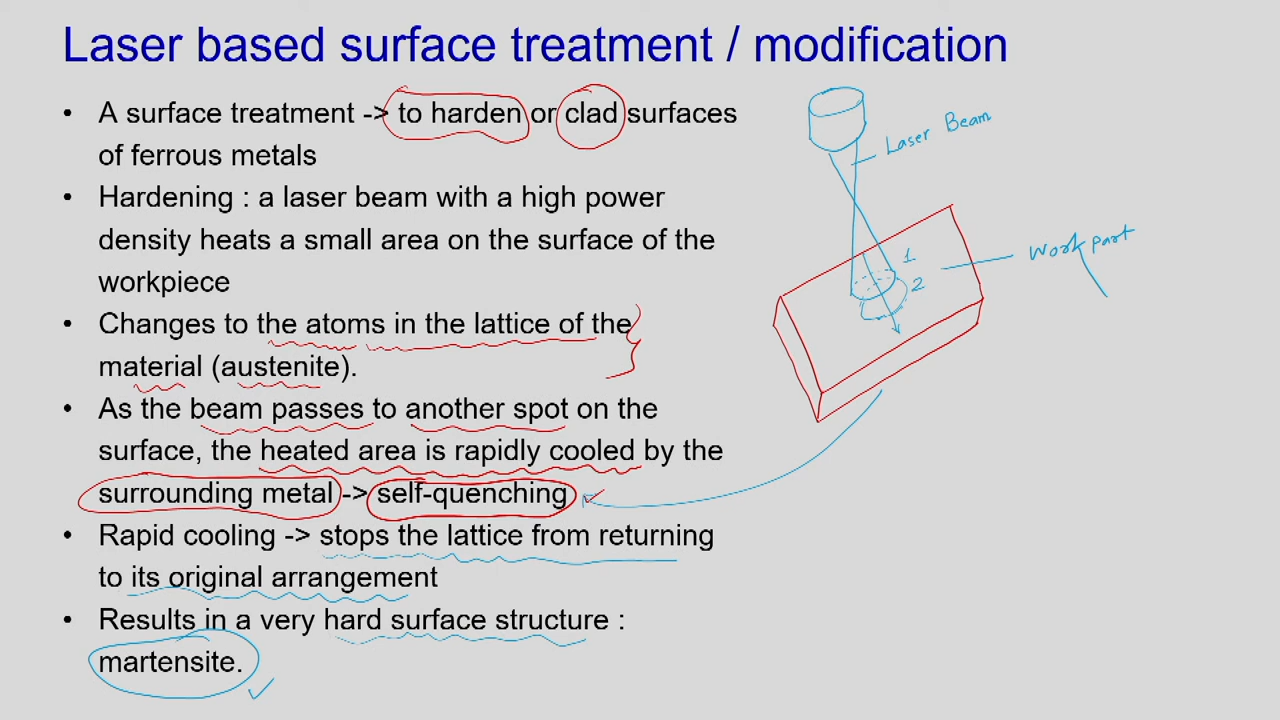 Laser based surface treatment / modification
• A surface treatment -> to harden or clad surfaces
of ferrous metals
• Hardening : a laser beam with a high power
density heats a small area on the surface of the
workpiece
• Changes to the atoms in the lattice of the
material (austenite).
• As the beam passes to another spot on the
surface, the heated area is rapidly cooled by the
surrounding metal -> self-quenching
• Rapid cooling -> stops the lattice from returning
to its original arrangement
• Results in a very hard surface structure :
martensite.
Laser Beam
1
Work part
2